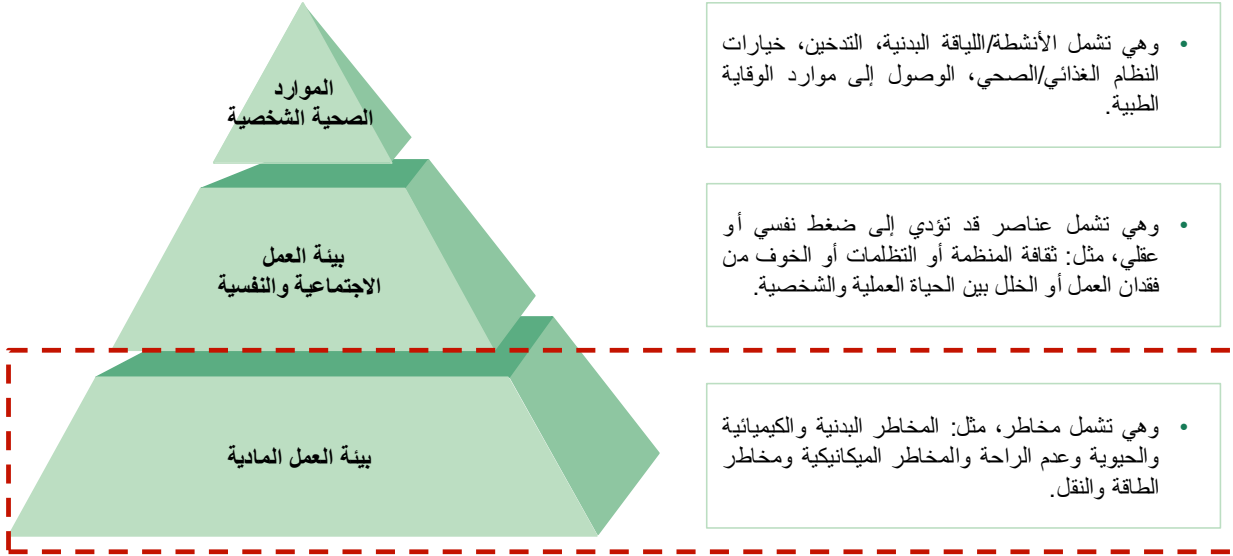 الموارد
الصحية الشخصية
• وهي تشمل الأنشطة/اللياقة البدنية، التدخين، خيارات
النظام الغذائي/الصحي، الوصول إلى موارد الوقاية
الطبية.
بيئة العمل
الاجتماعية والنفسية
• وهي تشمل عناصر قد تؤدي إلى ضغط نفسي أو
عقلي، مثل: ثقافة المنظمة أو التظلمات أو الخوف من
فقدان العمل أو الخلل بين الحياة العملية والشخصية.
بيئة العمل المادية
• وهي تشمل مخاطر، مثل: المخاطر البدنية والكيميائية
والحيوية وعدم الراحة والمخاطر الميكانيكية ومخاطر
الطاقة والنقل.